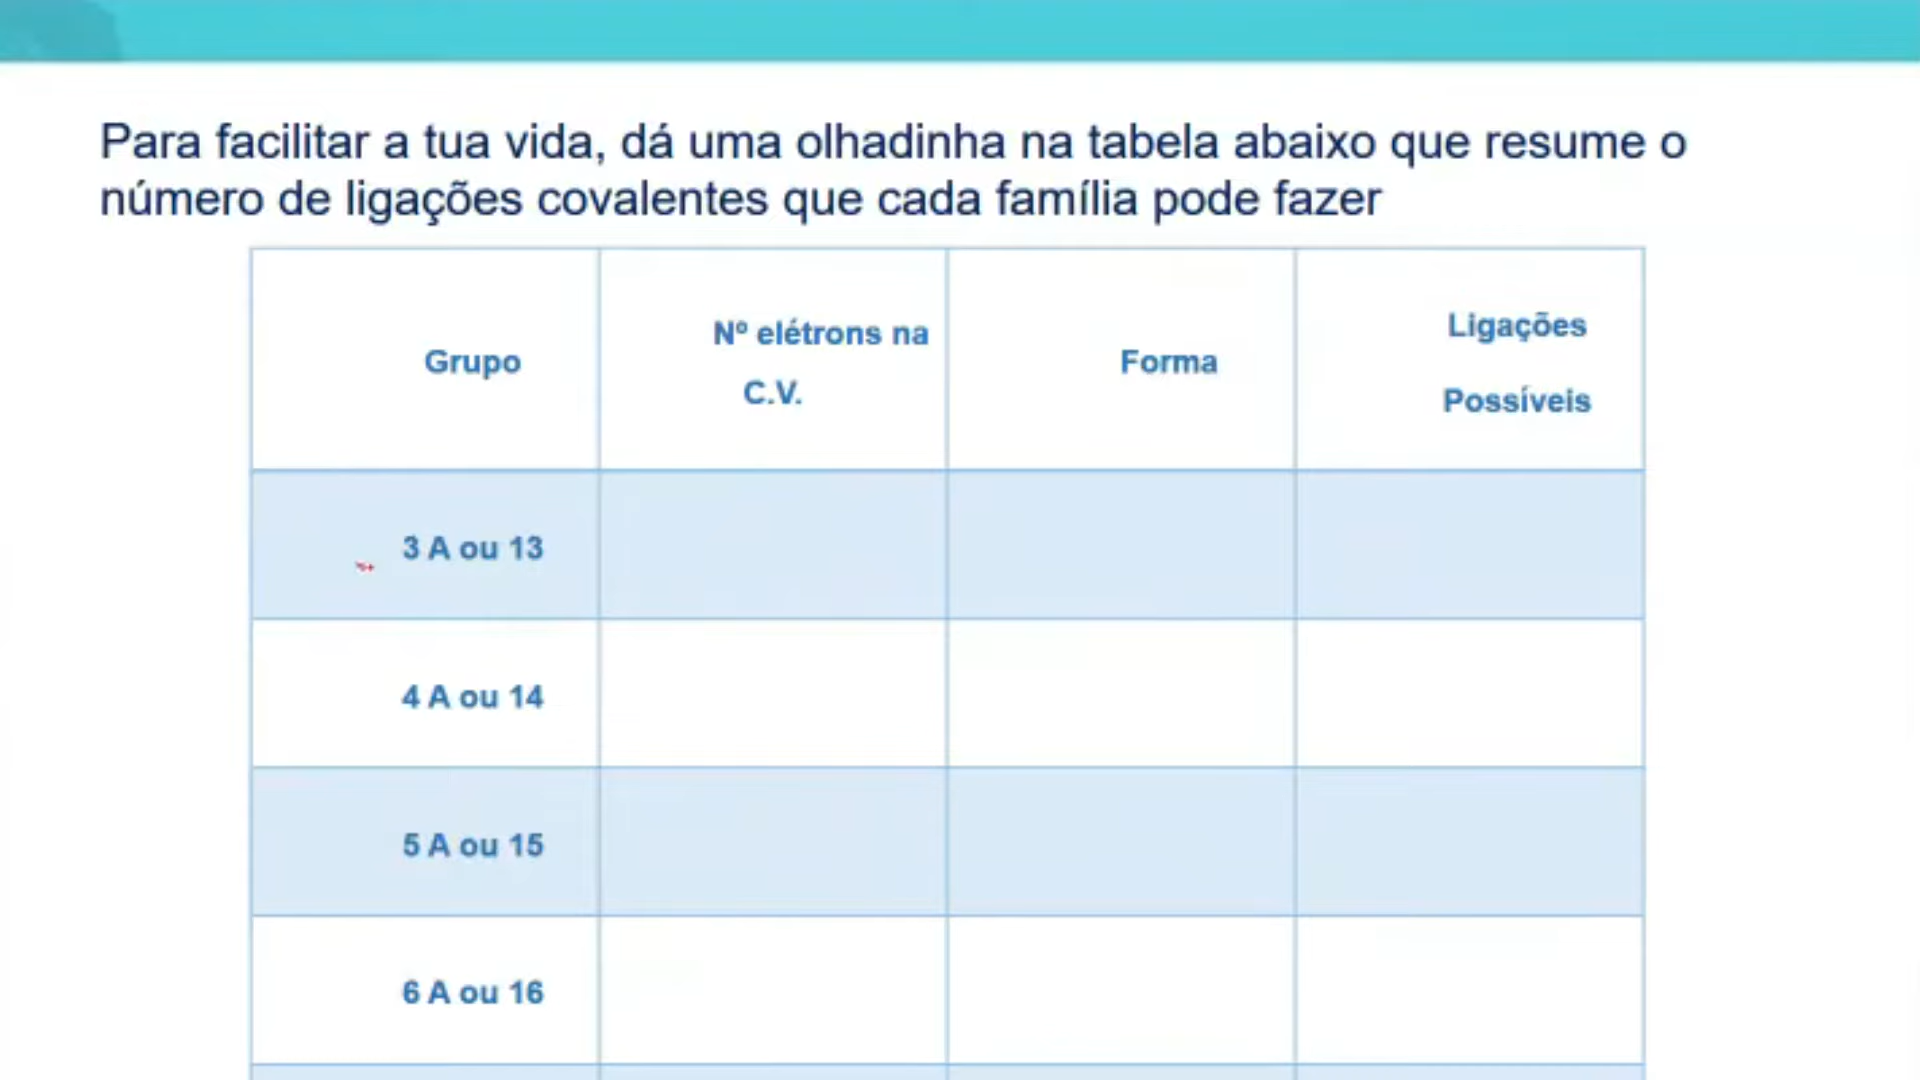 Para facilitar a tua vida, dá uma olhadinha na tabela abaixo que resume o
número de ligações covalentes que cada família pode fazer
Grupo
Nº elétrons na
C.V.
Forma
Ligações
Possíveis
3 A ou 13
4 A ou 14
5 A ou 15
6 A ou 16